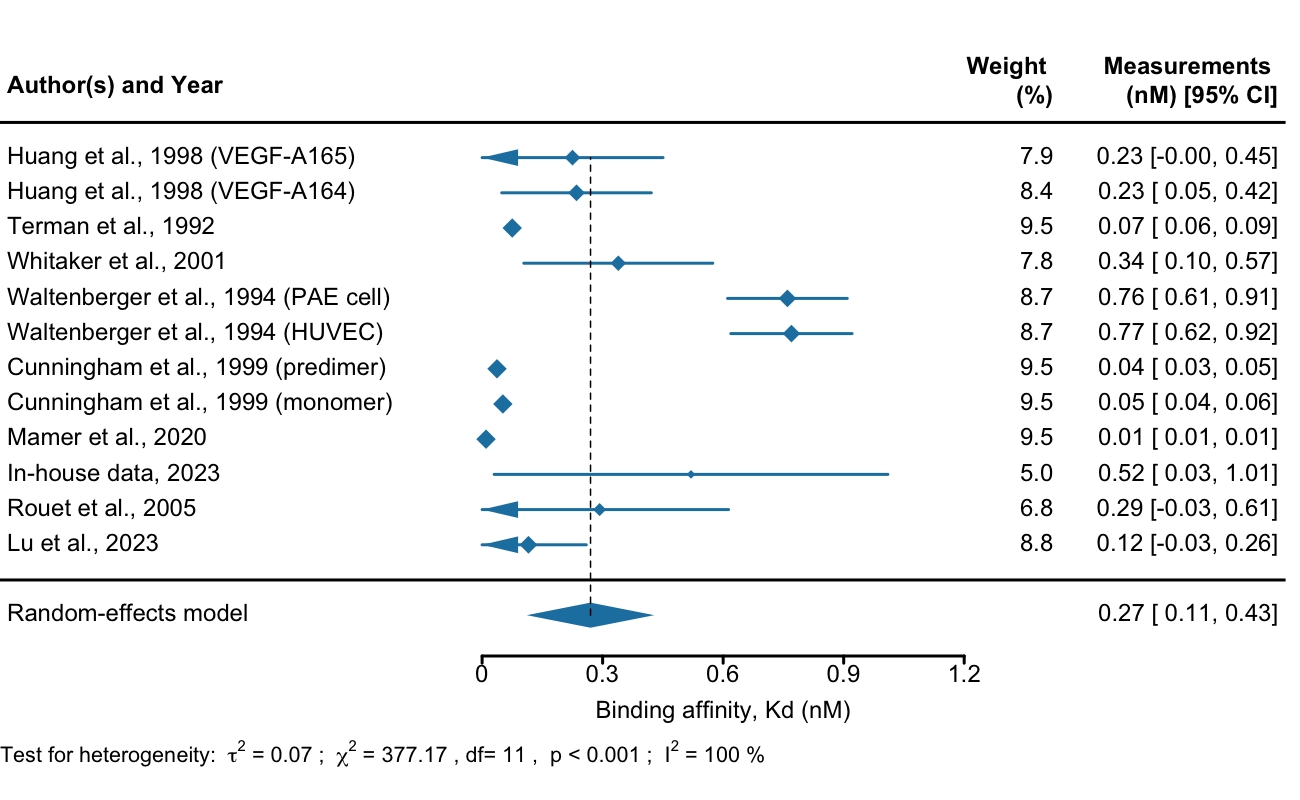 Author(s) and Year
Weight (%)
Measurements (nM) [95% CI]
Huang et al., 1998 (VEGF-A165) 7.9 0.23 [-0.00, 0.45]
Huang et al., 1998 (VEGF-A164) 8.4 0.23 [ 0.05, 0.42]
Terman et al., 1992 9.5 0.07 [ 0.06, 0.09]
Whitaker et al., 2001 7.8 0.34 [ 0.10, 0.57]
Waltenberger et al., 1994 (PAE cell) 8.7 0.76 [ 0.61, 0.91]
Waltenberger et al., 1994 (HUVEC) 8.7 0.77 [ 0.62, 0.92]
Cunningham et al., 1999 (predimer) 9.5 0.04 [ 0.03, 0.05]
Cunningham et al., 1999 (monomer) 9.5 0.05 [ 0.04, 0.06]
Mamer et al., 2020 9.5 0.01 [ 0.01, 0.01]
In-house data, 2023 5.0 0.52 [ 0.03, 1.01]
Rouet et al., 2005 6.8 0.29 [-0.03, 0.61]
Lu et al., 2023 8.8 0.12 [-0.03, 0.26]
Random-effects model 0.27 [ 0.11, 0.43]
0 0.3 0.6 0.9 1.2
Binding affinity, Kd (nM)
Test for heterogeneity: τ² = 0.07 ; χ² = 377.17 , df= 11 , p < 0.001 ; I² = 100 %